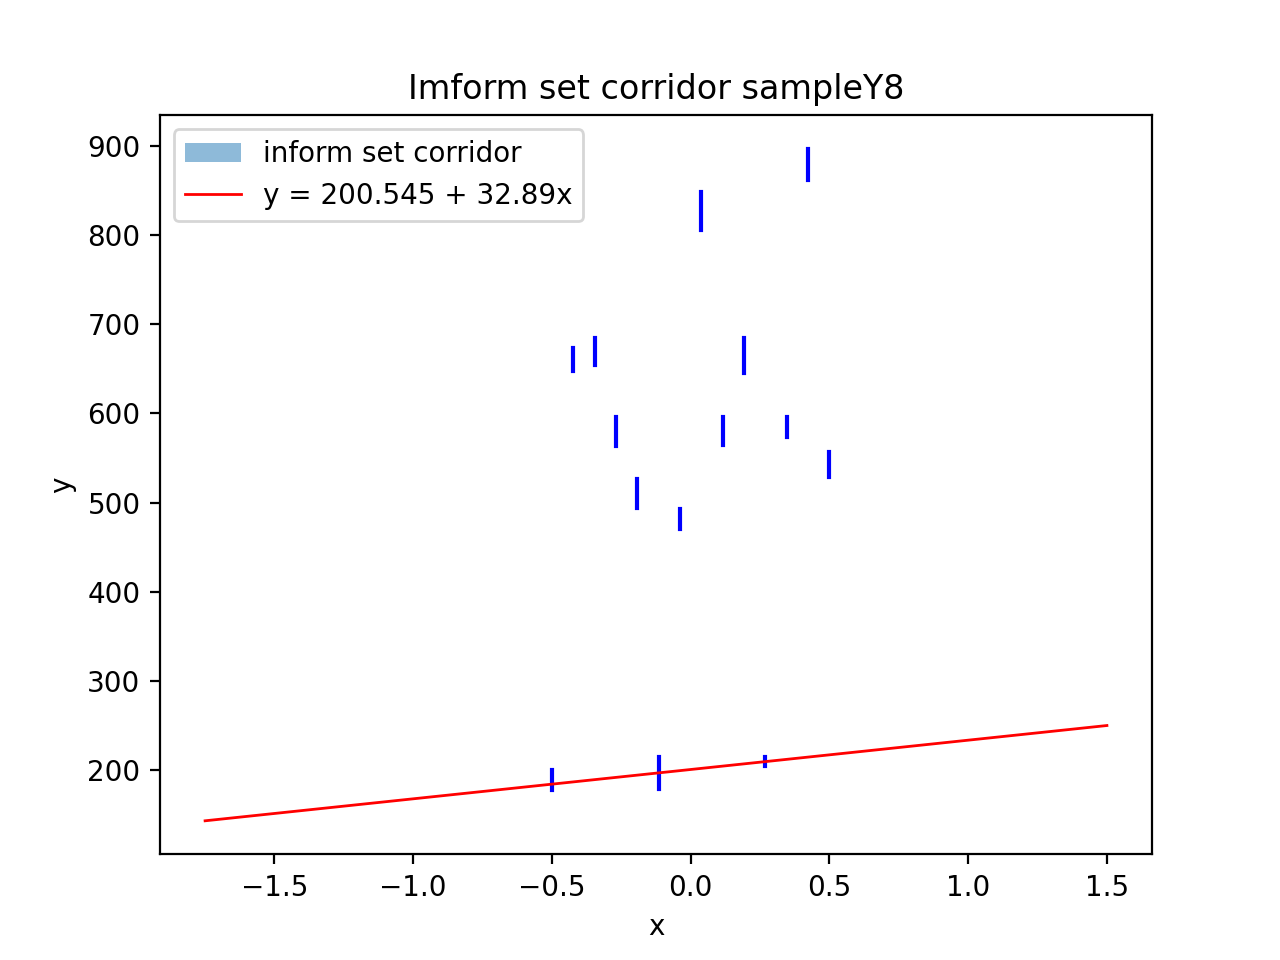 Imform set corridor sampleY8
inform set corridor
y = 200.545 + 32.89x
900
800
700
600
500
400
300
200
y
−1.5 −1.0 −0.5 0.0 0.5 1.0 1.5
x